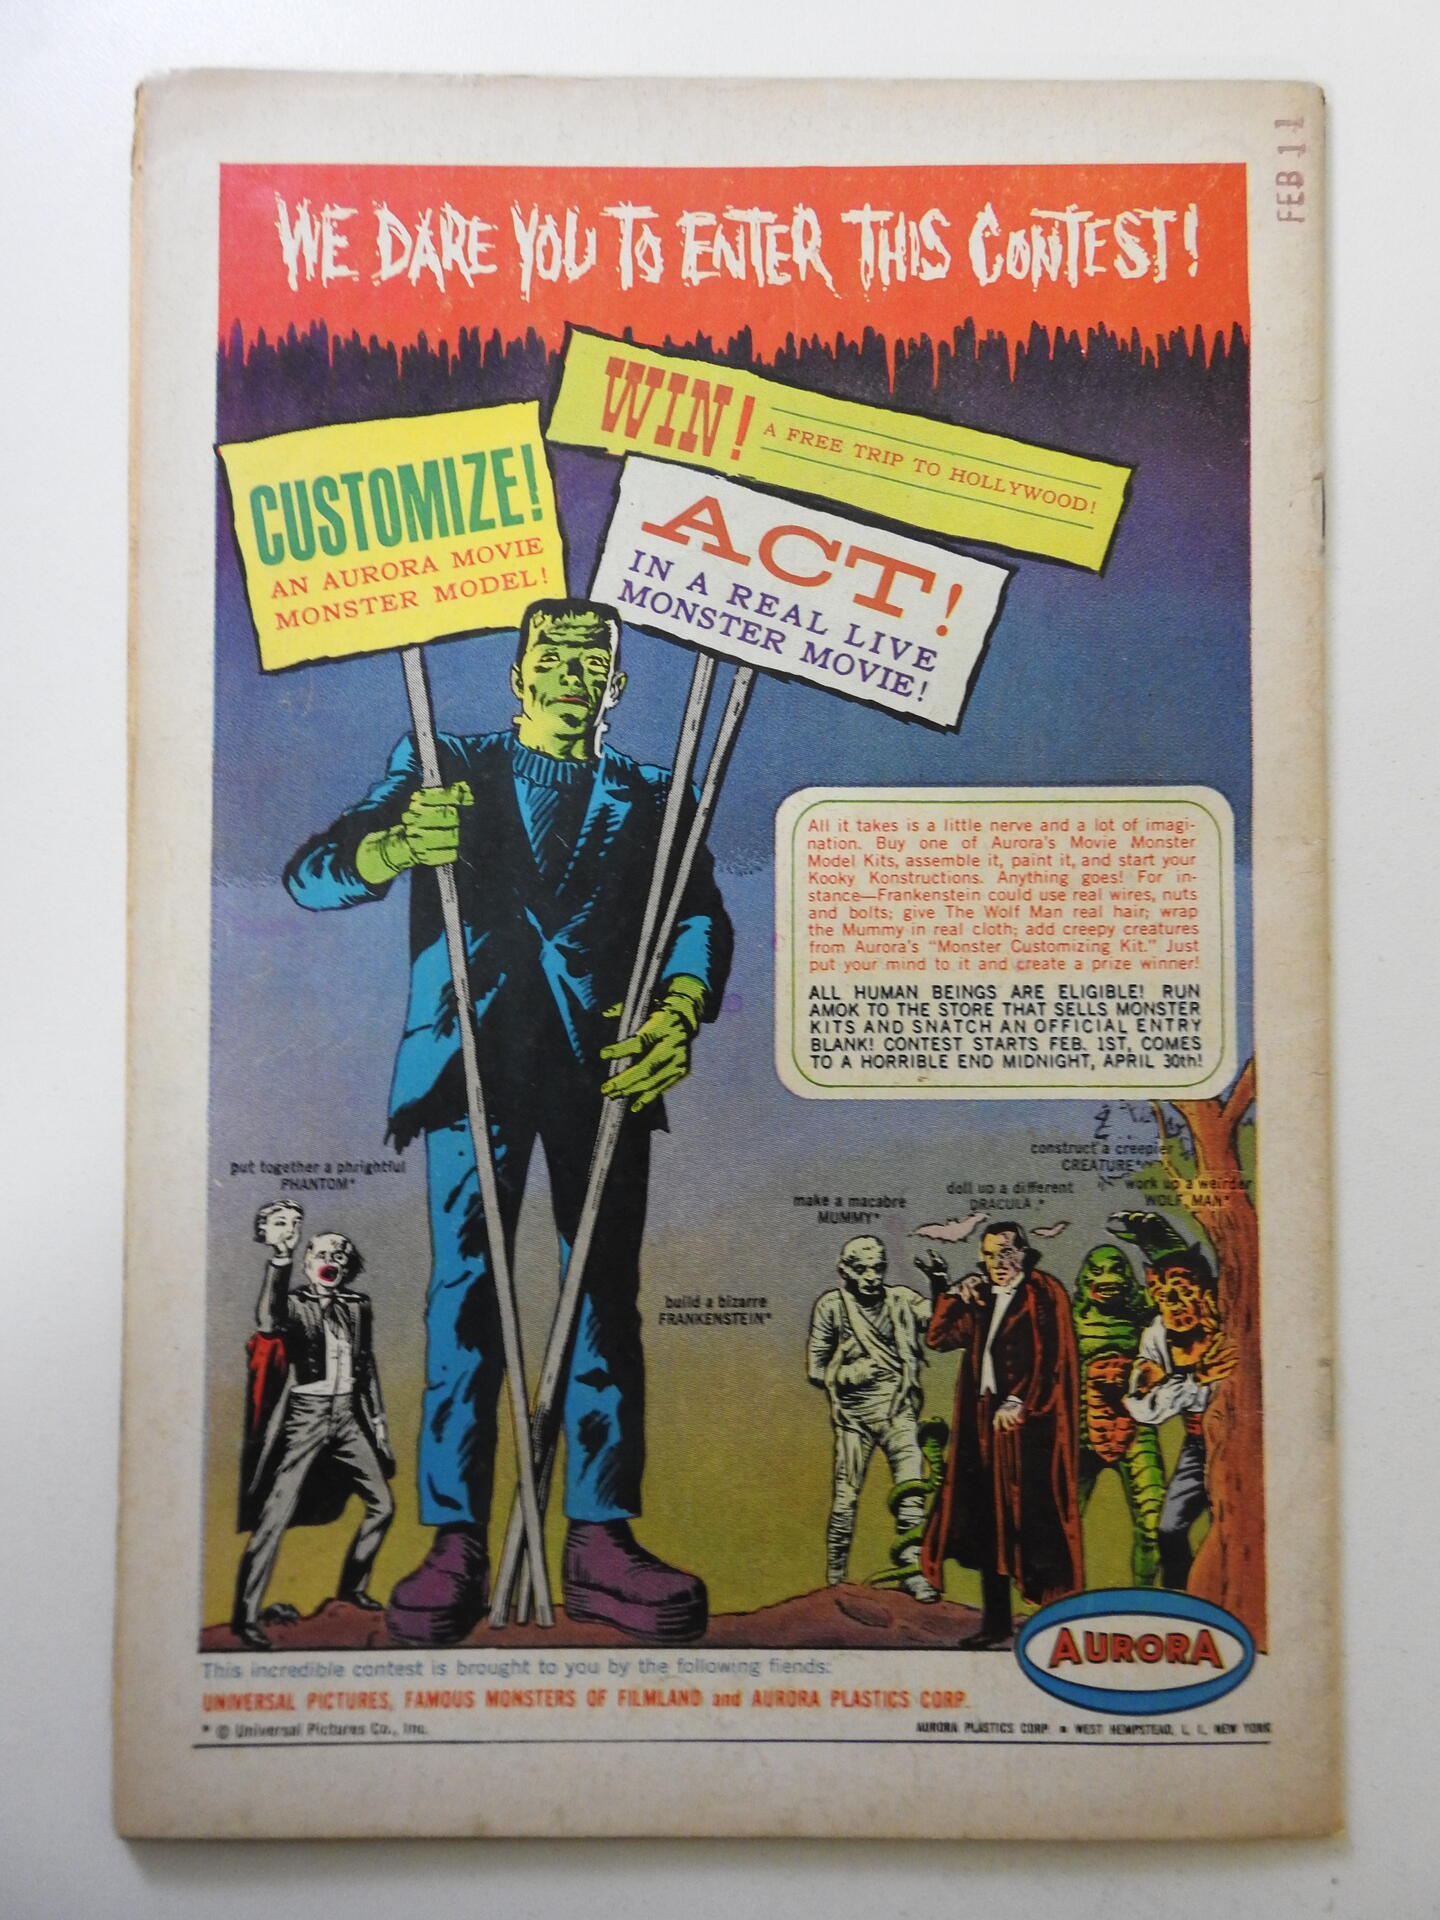 FEB 11
WE DARE YOU TO ENTER THIS CONTEST!
CUSTOMIZE!
AN AURORA MOVIE
MONSTER MODEL!
WIN! A FREE TRIP TO HOLLYWOOD!
ACT!
IN A REAL LIVE
MONSTER MOVIE!
All it takes is a little nerve and a lot of imagi-
nation. Buy one of Aurora's Movie Monster
Model Kits, assemble it, paint it, and start your
Kooky Konstructions. Anything goes! For in-
stance—Frankenstein could use real wires, nuts
and bolts; give The Wolf Man real hair; wrap
the Mummy in real cloth; add creepy creatures
from Aurora's "Monster Customizing Kit." Just
put your mind to it and create a prize winner!
ALL HUMAN BEINGS ARE ELIGIBLE! RUN
AMOK TO THE STORE THAT SELLS MONSTER
KITS AND SNATCH AN OFFICIAL ENTRY
BLANK! CONTEST STARTS FEB. 1ST, COMES
TO A HORRIBLE END MIDNIGHT, APRIL 30th!
put together a phrightful
PHANTOM*
build a bizarre
FRANKENSTEIN*
make a macabre
MUMMY*
doll up a different
DRACULA*
construct a creepier
CREATURE*
work up a weirder
WOLF MAN*
AURORA
This incredible contest is brought to you by the following fiends:
UNIVERSAL PICTURES, FAMOUS MONSTERS OF FILMLAND and AURORA PLASTICS CORP.
* © Universal Pictures Co., Inc.
AURORA PLASTICS CORP. ■ WEST HEMPSTEAD, L. I., NEW YORK